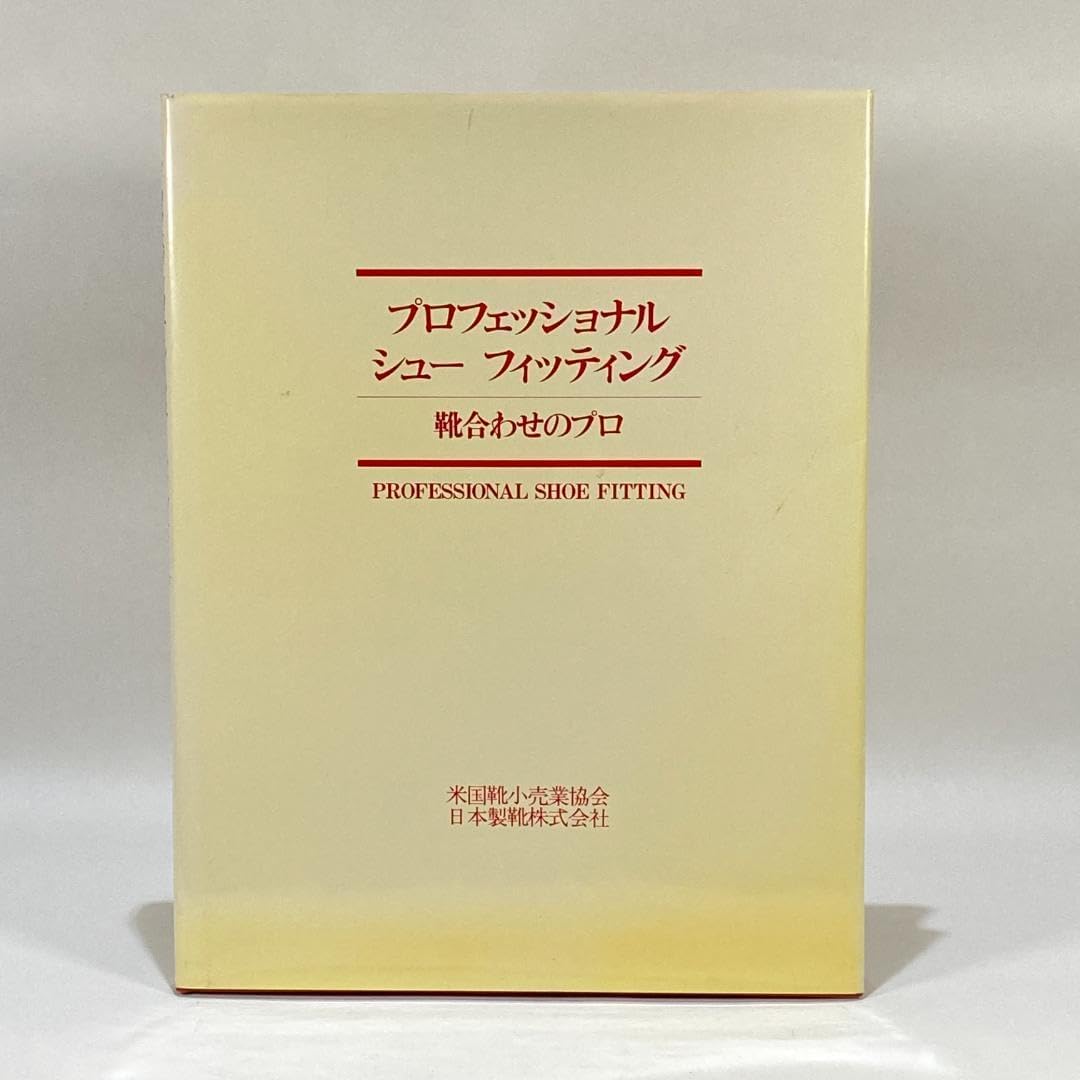 プロフェッショナル
シュー フィッティング
靴合わせのプロ
PROFESSIONAL SHOE FITTING
米国靴小売業協会
日本製靴株式会社